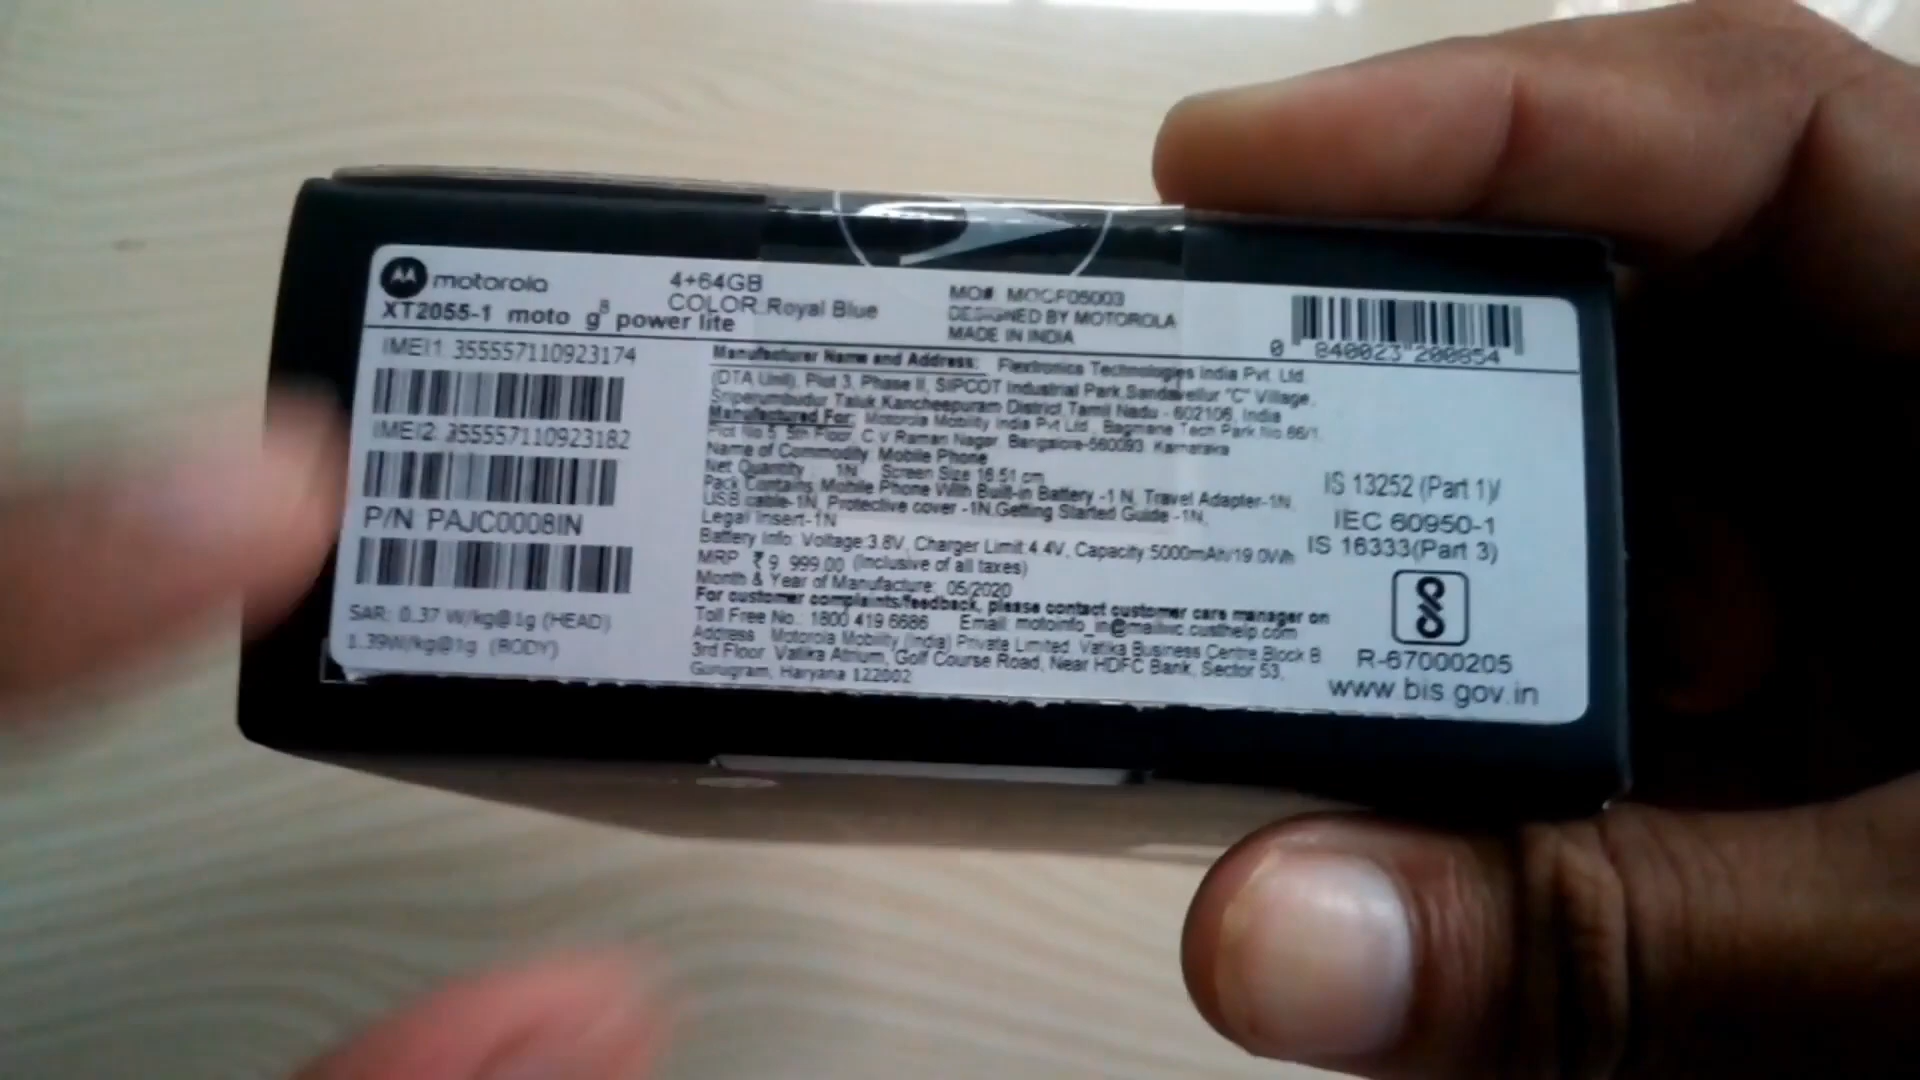 motorola
XT2055-1 moto g8 power lite
4+64GB
COLOR:Royal Blue
DESIGNED BY MOTOROLA
MADE IN INDIA
0 840023 200854
IMEI1 355557110923174
IMEI2 355557110923182
P/N PAJC0008IN
SAR: 0.37 W/kg@1g (HEAD)
1.39W/kg@1g (BODY)
Manufacturer Name and Address: Flextronics Technologies India Pvt. Ltd.
(DTA Unit), Plot 3, Phase II, SIPCOT Industrial Park,Sandavellur "C" Village,
Sriperumbudur Taluk,Kancheepuram District,Tamil Nadu - 602106, India
Manufactured For: Motorola Mobility India Pvt Ltd., Bagmane Tech Park No.66/1,
Plot No.5, 5th Floor, C V Raman Nagar, Bangalore-560093 Karnataka
Name of Commodity Mobile Phone
Net Quantity : 1N Screen Size 16.51 cm
Pack Contains Mobile Phone With Built-in Battery -1 N, Travel Adapter-1N,
USB cable-1N, Protective cover -1N,Getting Started Guide -1N,
Legal Insert-1N
Battery Info: Voltage:3.8V, Charger Limit:4.4V, Capacity:5000mAh/19.0Wh
MRP ₹ 9 999.00 (Inclusive of all taxes)
Month & Year of Manufacture: 05/2020
For customer complaints/feedback, please contact customer care manager on
Toll Free No.: 1800 419 6686 Email:
Address Motorola Mobility (India) Private Limited, Vatika Business Centre,Block B
3rd Floor Vatika Atrium, Golf Course Road, Near HDFC Bank, Sector 53,
Gurugram, Haryana 122002
IS 13252 (Part 1)/
IEC 60950-1
IS 16333(Part 3)
R-67000205
www.bis.gov.in